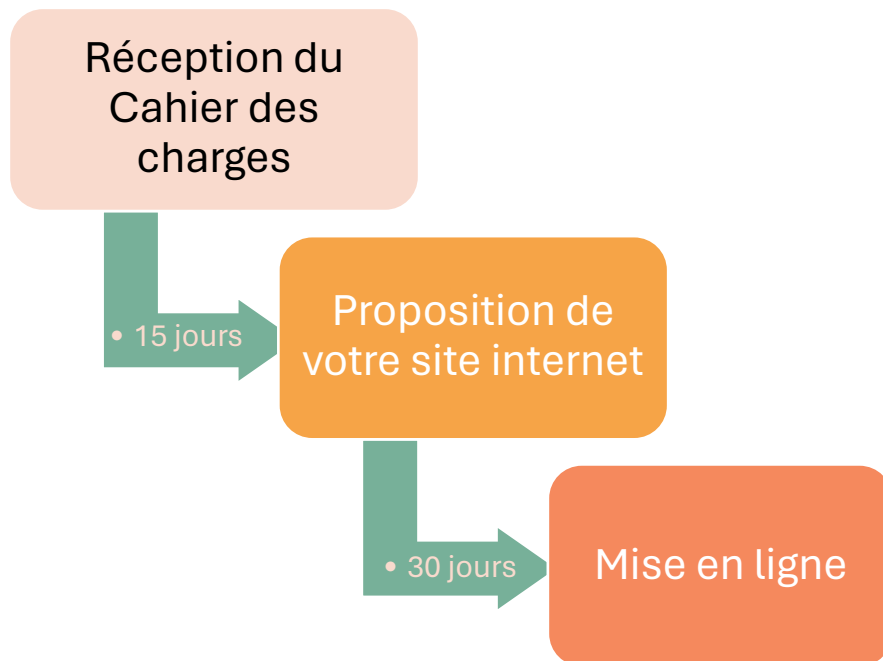 Réception du
Cahier des
charges
• 15 jours
Proposition de
votre site internet
• 30 jours
Mise en ligne